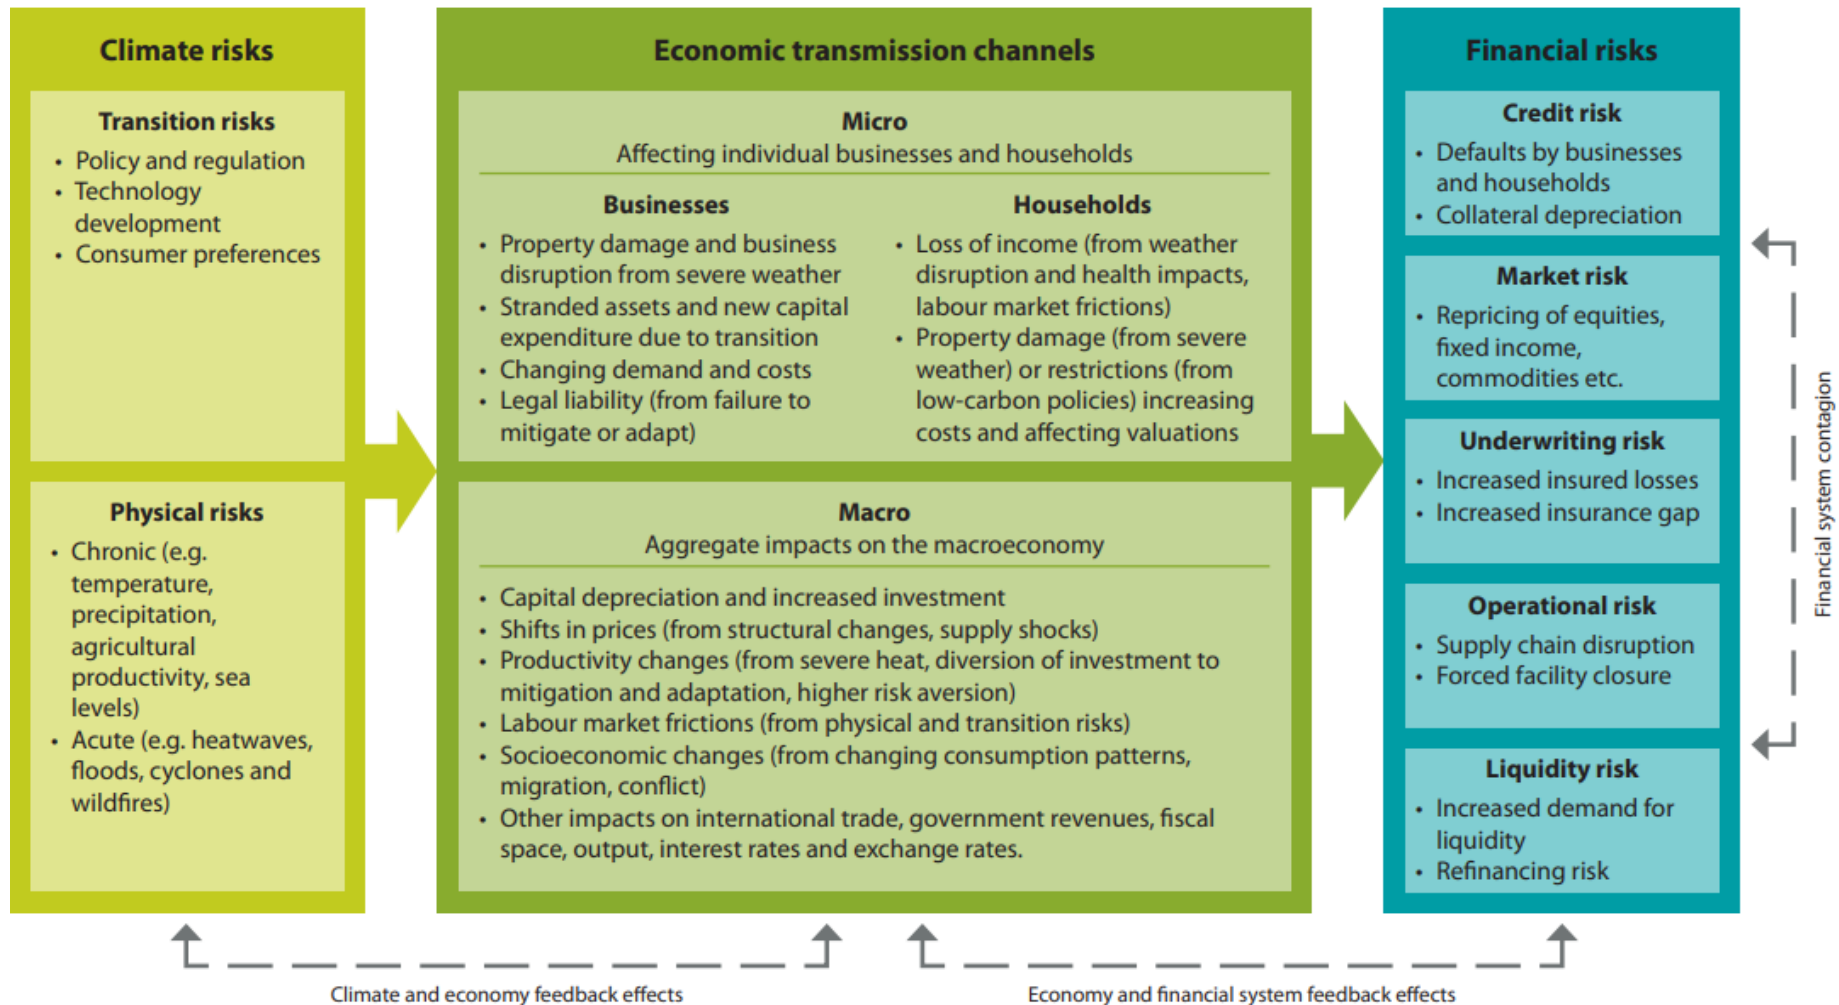 Climate risks
Transition risks
• Policy and regulation
• Technology
development
• Consumer preferences
Physical risks
• Chronic (e.g.
temperature,
precipitation,
agricultural
productivity, sea
levels)
• Acute (e.g. heatwaves,
floods, cyclones and
wildfires)
Economic transmission channels
Micro
Affecting individual businesses and households
Businesses
• Property damage and business
disruption from severe weather
• Stranded assets and new capital
expenditure due to transition
• Changing demand and costs
• Legal liability (from failure to
mitigate or adapt)
Households
• Loss of income (from weather
disruption and health impacts,
labour market frictions)
• Property damage (from severe
weather) or restrictions (from
low-carbon policies) increasing
costs and affecting valuations
Macro
Aggregate impacts on the macroeconomy
• Capital depreciation and increased investment
• Shifts in prices (from structural changes, supply shocks)
• Productivity changes (from severe heat, diversion of investment to
mitigation and adaptation, higher risk aversion)
• Labour market frictions (from physical and transition risks)
• Socioeconomic changes (from changing consumption patterns,
migration, conflict)
• Other impacts on international trade, government revenues, fiscal
space, output, interest rates and exchange rates.
Financial risks
Credit risk
• Defaults by businesses
and households
• Collateral depreciation
Market risk
• Repricing of equities,
fixed income,
commodities etc.
Underwriting risk
• Increased insured losses
• Increased insurance gap
Operational risk
• Supply chain disruption
• Forced facility closure
Liquidity risk
• Increased demand for
liquidity
• Refinancing risk
Financial system contagion
Climate and economy feedback effects
Economy and financial system feedback effects